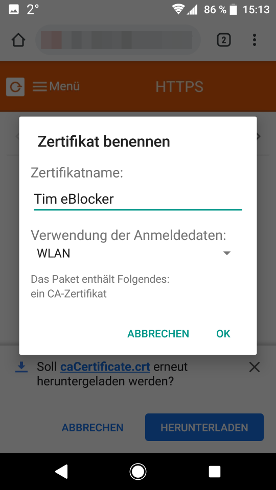 2° 86 % 15:13
2
Menü HTTPS
Zertifikat benennen
Zertifikatname:
Tim eBlocker
Verwendung der Anmeldedaten:
WLAN
Das Paket enthält Folgendes:
ein CA-Zertifikat
ABBRECHEN OK
Soll caCertificate.crt erneut
heruntergeladen werden?
ABBRECHEN HERUNTERLADEN